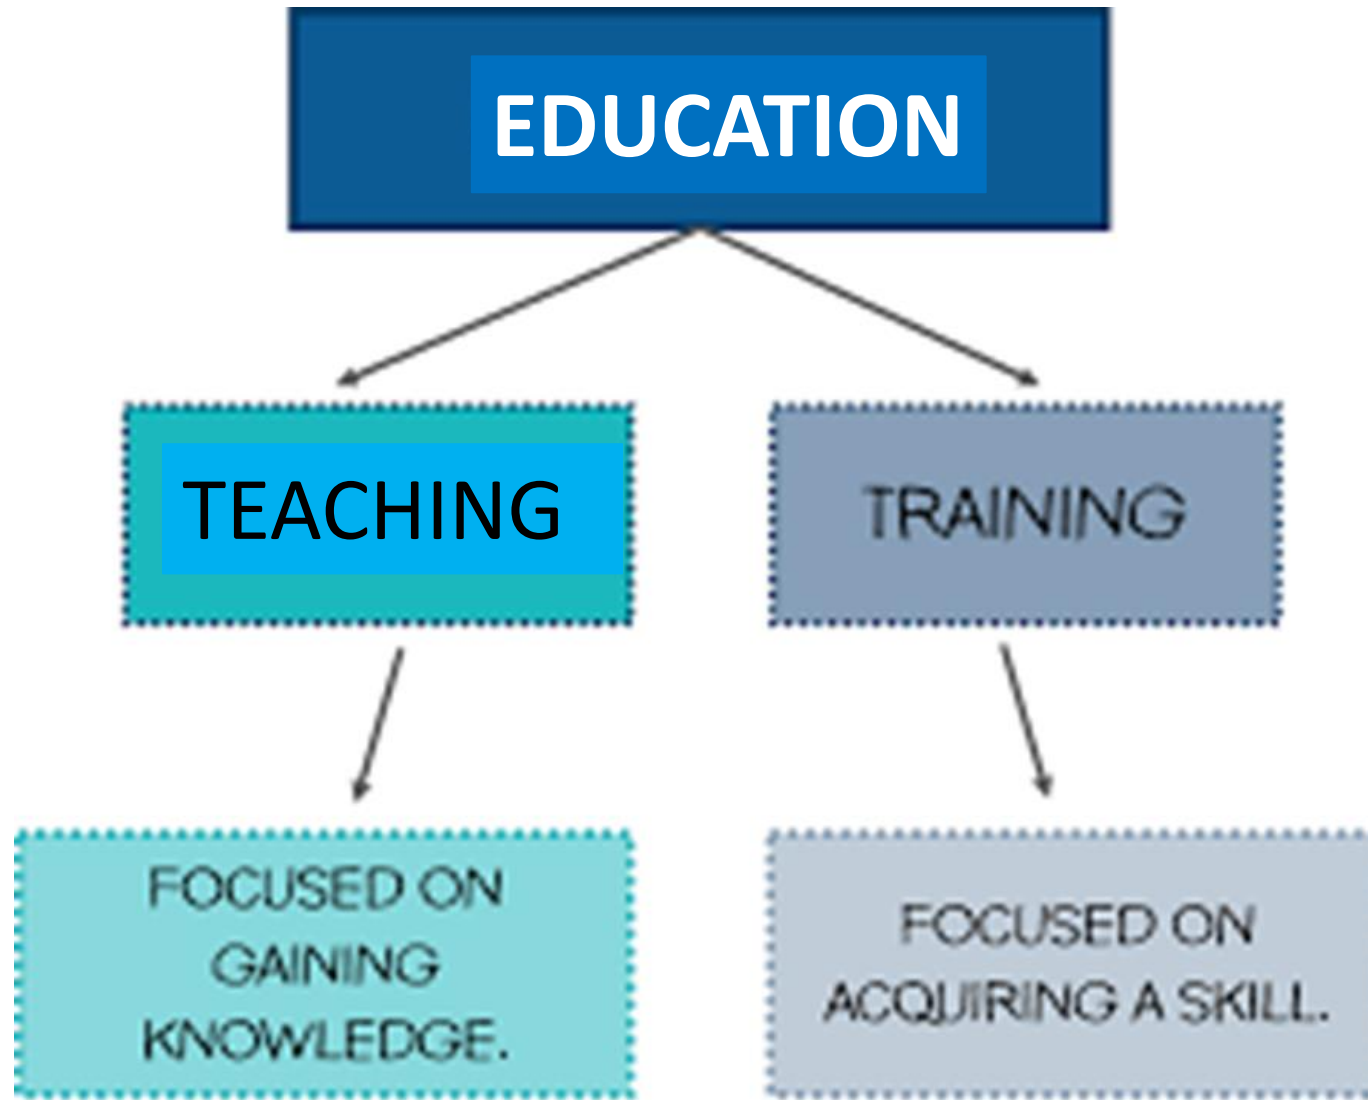 EDUCATION
TEACHING
TRAINING
FOCUSED ON
GAINING
KNOWLEDGE.
FOCUSED ON
ACQUIRING A SKILL.